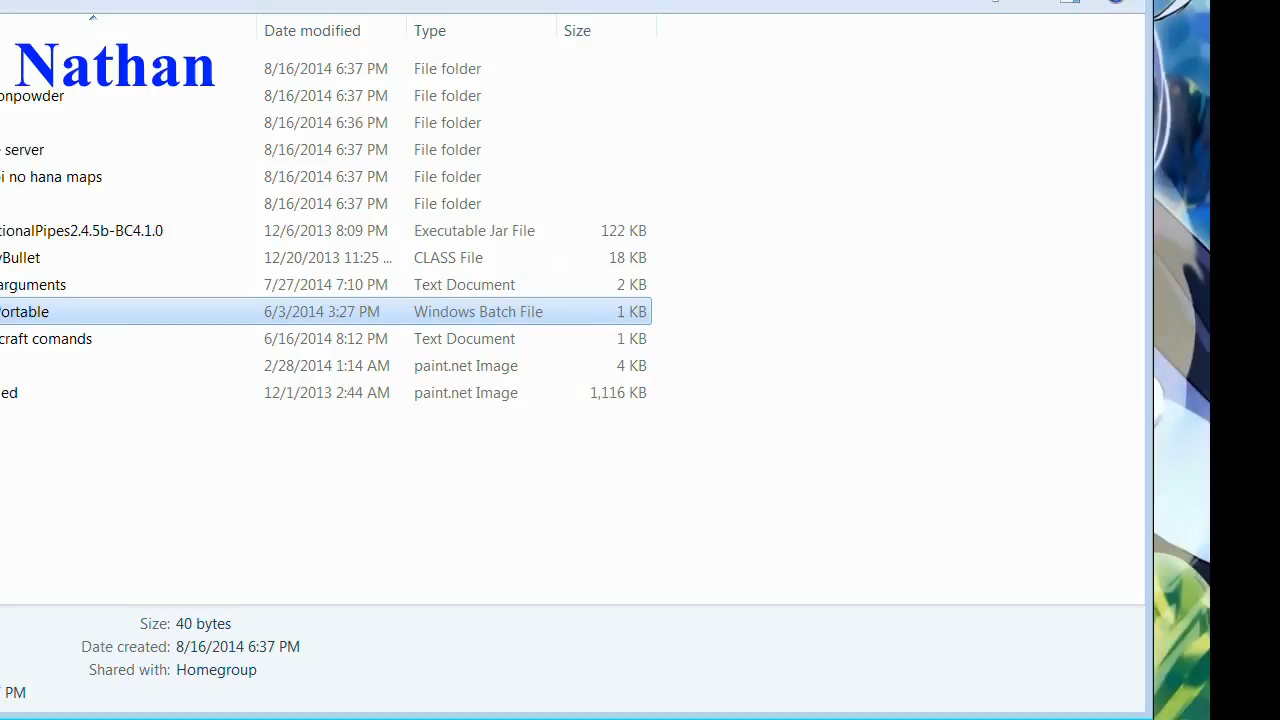 Date modified Type Size
Nathan
8/16/2014 6:37 PM File folder
onpowder 8/16/2014 6:37 PM File folder
8/16/2014 6:36 PM File folder
server 8/16/2014 6:37 PM File folder
i no hana maps 8/16/2014 6:37 PM File folder
8/16/2014 6:37 PM File folder
tionalPipes2.4.5b-BC4.1.0 12/6/2013 8:09 PM Executable Jar File 122 KB
yBullet 12/20/2013 11:25 ... CLASS File 18 KB
arguments 7/27/2014 7:10 PM Text Document 2 KB
Portable 6/3/2014 3:27 PM Windows Batch File 1 KB
craft comands 6/16/2014 8:12 PM Text Document 1 KB
2/28/2014 1:14 AM paint.net Image 4 KB
ed 12/1/2013 2:44 AM paint.net Image 1,116 KB
Size: 40 bytes
Date created: 8/16/2014 6:37 PM
Shared with: Homegroup
PM